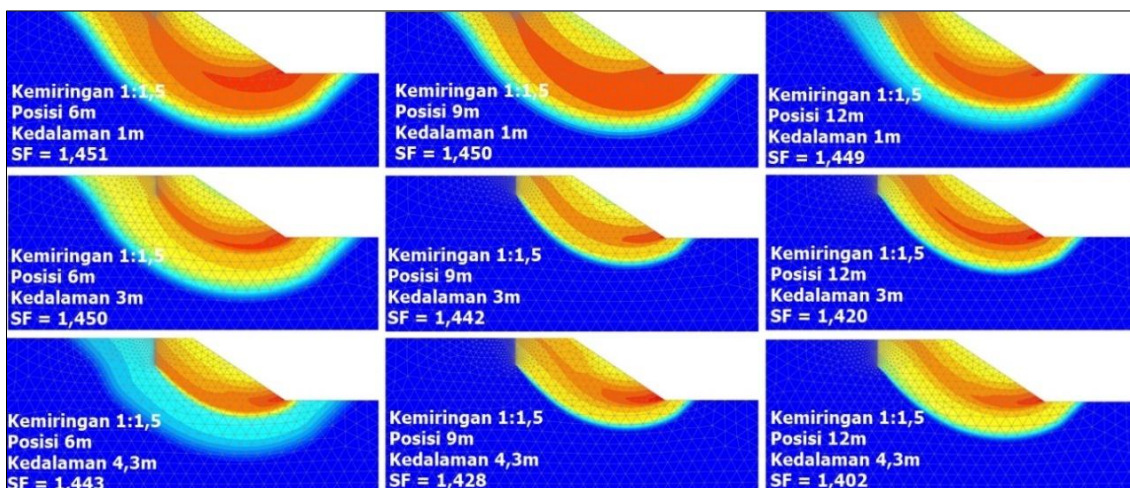 Kemiringan 1:1,5
Posisi 6m
Kedalaman 1m
SF = 1,451
Kemiringan 1:1,5
Posisi 9m
Kedalaman 1m
SF = 1,450
Kemiringan 1:1,5
Posisi 12m
Kedalaman 1m
SF = 1,449
Kemiringan 1:1,5
Posisi 6m
Kedalaman 3m
SF = 1,450
Kemiringan 1:1,5
Posisi 9m
Kedalaman 3m
SF = 1,442
Kemiringan 1:1,5
Posisi 12m
Kedalaman 3m
SF = 1,420
Kemiringan 1:1,5
Posisi 6m
Kedalaman 4,3m
SF = 1,443
Kemiringan 1:1,5
Posisi 9m
Kedalaman 4,3m
SF = 1,428
Kemiringan 1:1,5
Posisi 12m
Kedalaman 4,3m
SF = 1,402